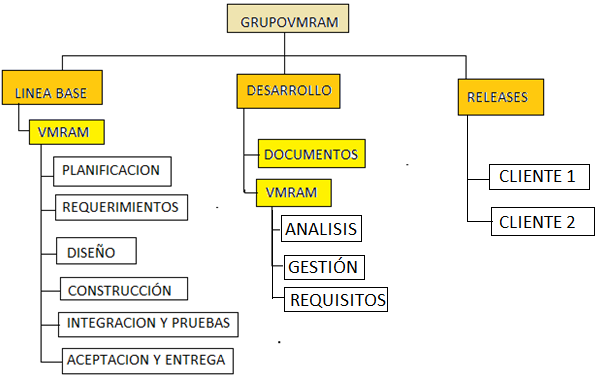 GRUPOVMRAM
LINEA BASE
VMRAM
PLANIFICACION
REQUERIMIENTOS
DISEÑO
CONSTRUCCIÓN
INTEGRACION Y PRUEBAS
ACEPTACION Y ENTREGA
DESARROLLO
DOCUMENTOS
VMRAM
ANALISIS
GESTIÓN
REQUISITOS
RELEASES
CLIENTE 1
CLIENTE 2